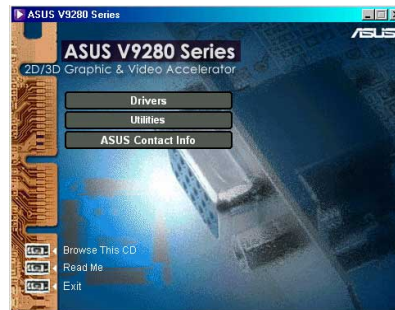 ASUS V9280 Series
ASUS
ASUS V9280 Series
2D/3D Graphic & Video Accelerator
Drivers
Utilities
ASUS Contact Info
Browse This CD
Read Me
Exit